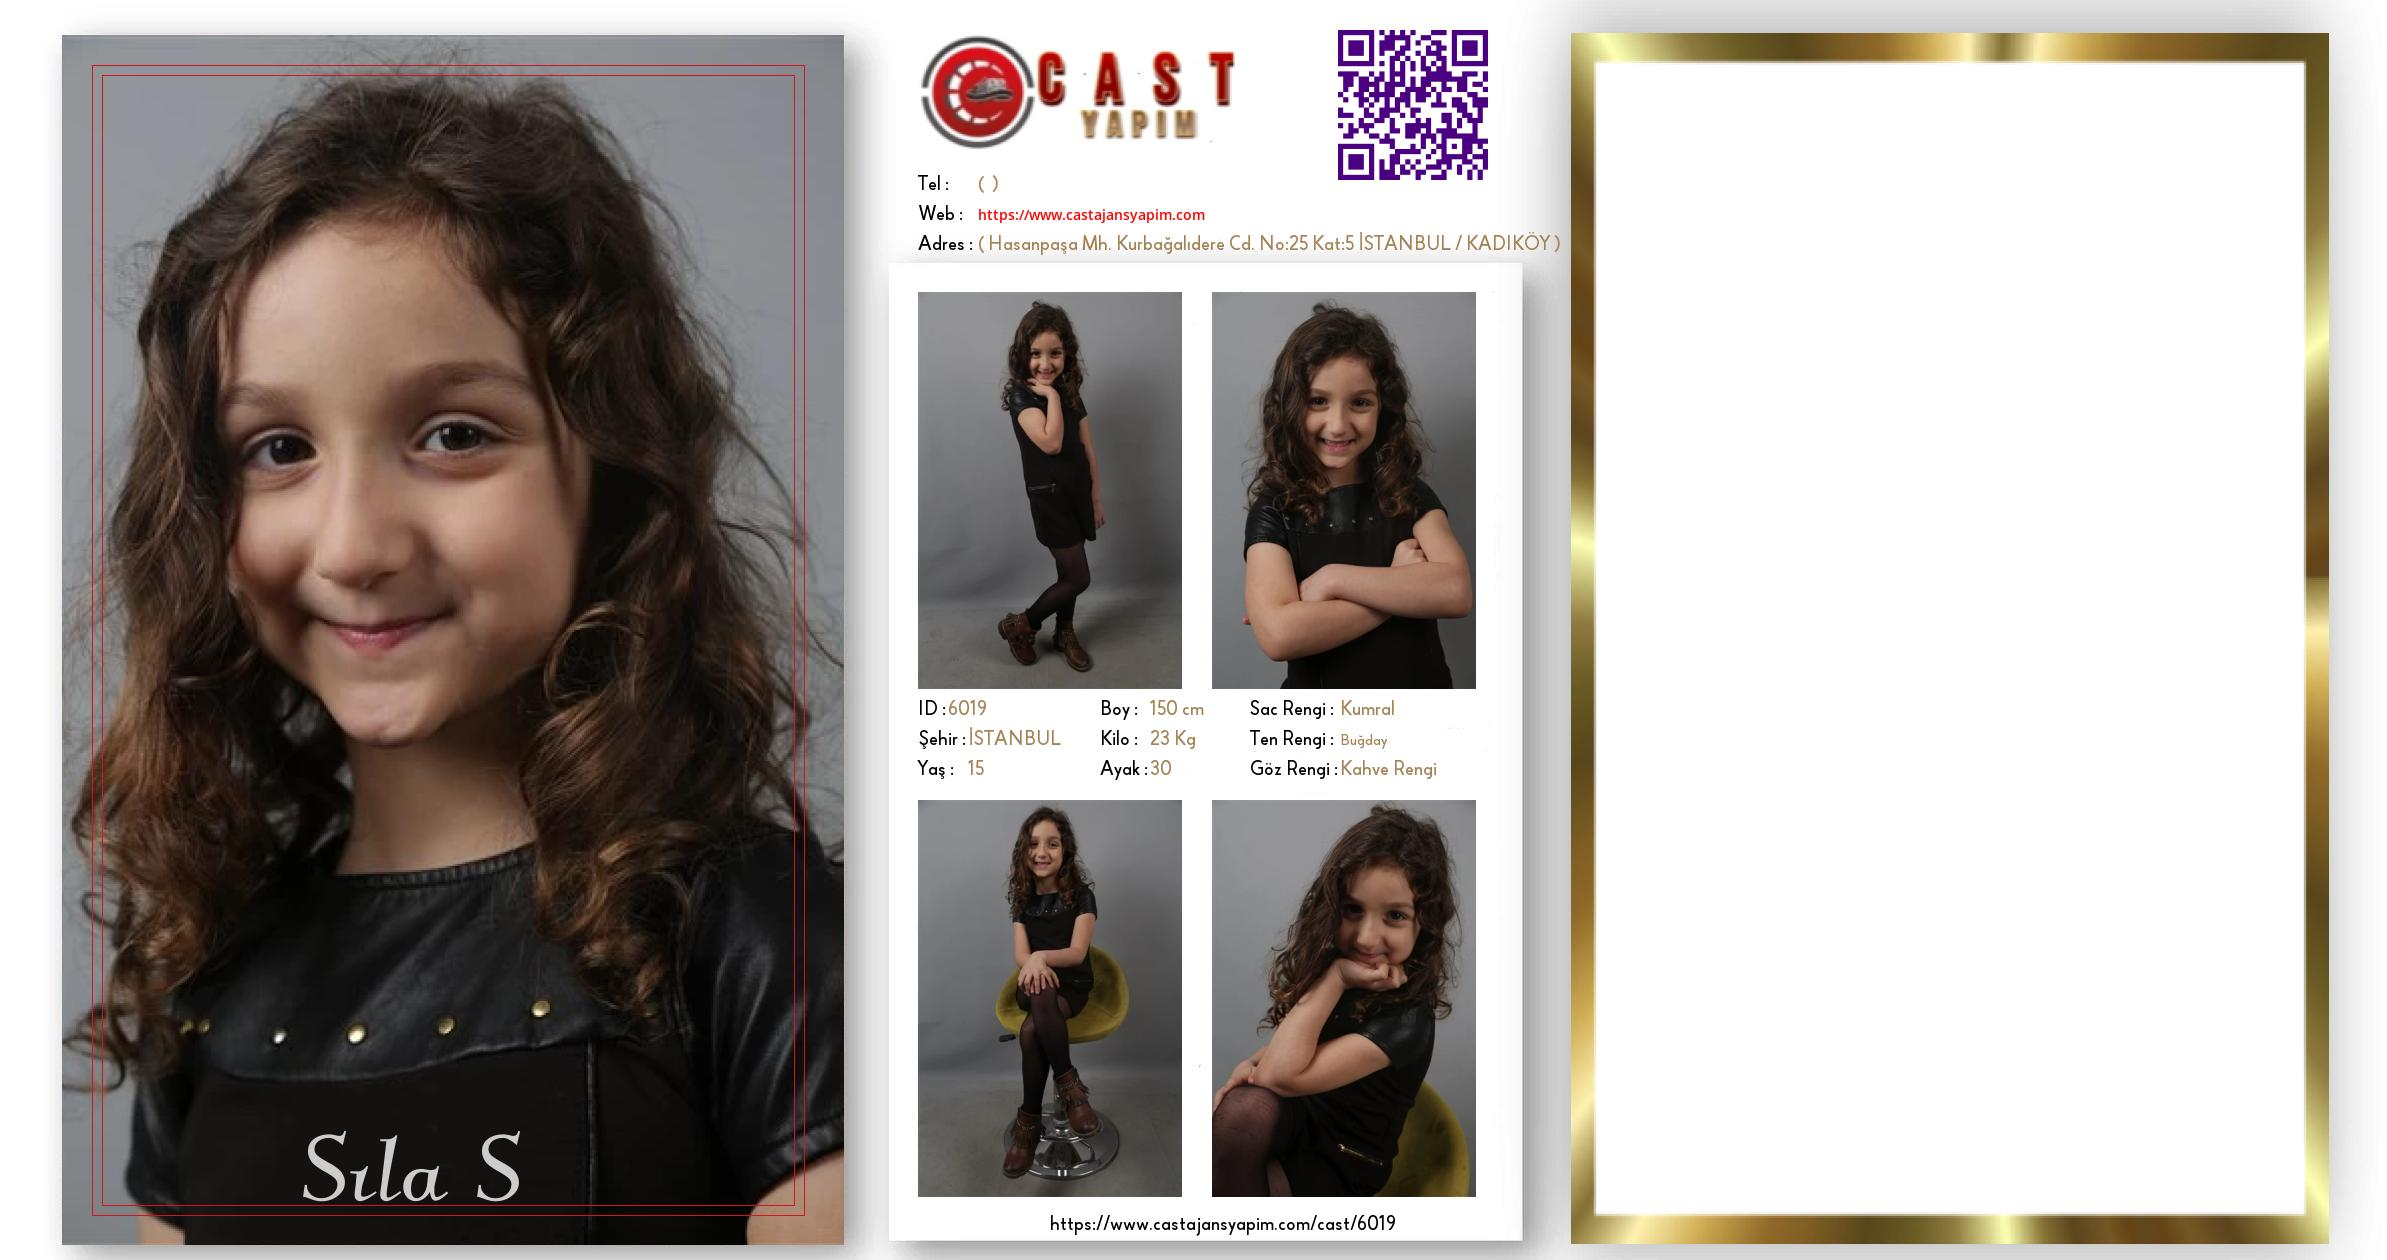 Sıla S
CAST
YAPIM
Tel : ( )
Web : https://www.castajansyapim.com
Adres : ( Hasanpaşa Mh. Kurbağalıdere Cd. No:25 Kat:5 İSTANBUL / KADIKÖY )
ID : 6019 Boy : 150 cm Sac Rengi : Kumral
Şehir : İSTANBUL Kilo : 23 Kg Ten Rengi : Buğday
Yaş : 15 Ayak : 30 Göz Rengi : Kahve Rengi
https://www.castajansyapim.com/cast/6019